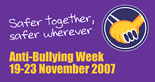 Safer together,
safer wherever
Anti-Bullying Week
19-23 November 2007